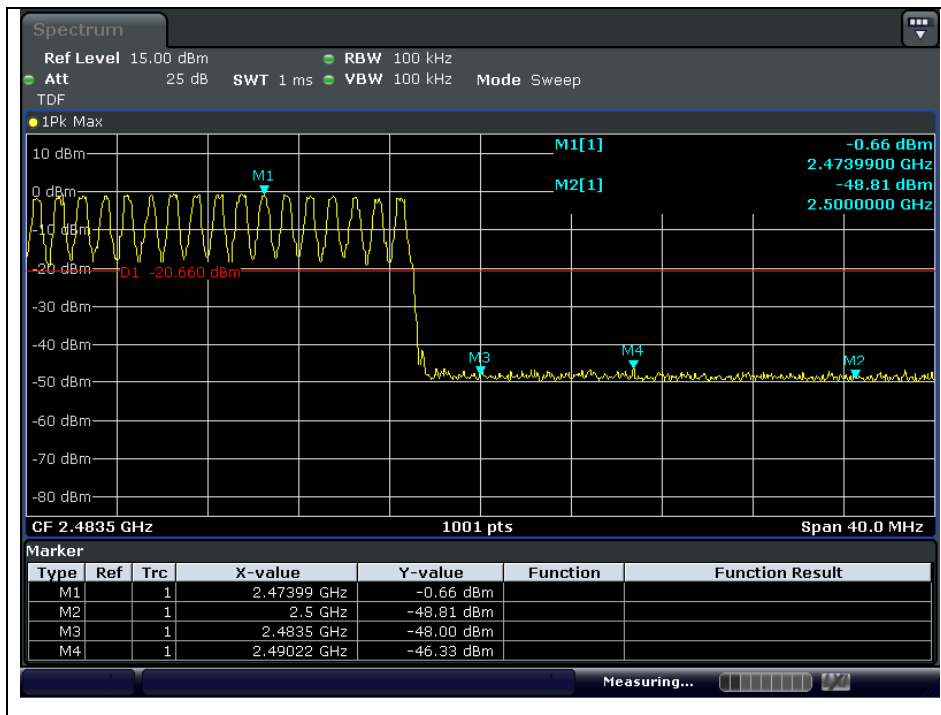 Spectrum
Ref Level 15.00 dBm RBW 100 kHz
Att 25 dB SWT 1 ms VBW 100 kHz Mode Sweep
TDF
1Pk Max
M1[1] -0.66 dBm
2.4739900 GHz
M2[1] -48.81 dBm
2.5000000 GHz
10 dBm
M1
0 dBm
-10 dBm
-20 dBm
D1 -20.660 dBm
-30 dBm
-40 dBm
M3
M4
M2
-50 dBm
-60 dBm
-70 dBm
-80 dBm
CF 2.4835 GHz 1001 pts Span 40.0 MHz
Marker
Type Ref Trc X-value Y-value Function Function Result
M1 1 2.47399 GHz -0.66 dBm
M2 1 2.5 GHz -48.81 dBm
M3 1 2.4835 GHz -48.00 dBm
M4 1 2.49022 GHz -46.33 dBm
Measuring...